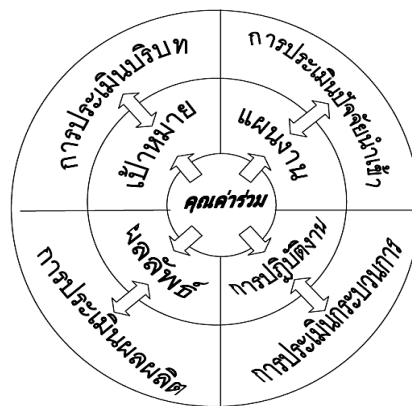 การประเมินบริบท
การประเมินปัจจัยนำเข้า
เป้าหมาย
แผนงาน
คุณค่าร่วม
ผลลัพธ์
การปฏิบัติงาน
การประเมินผลผลิต
การประเมินกระบวนการ